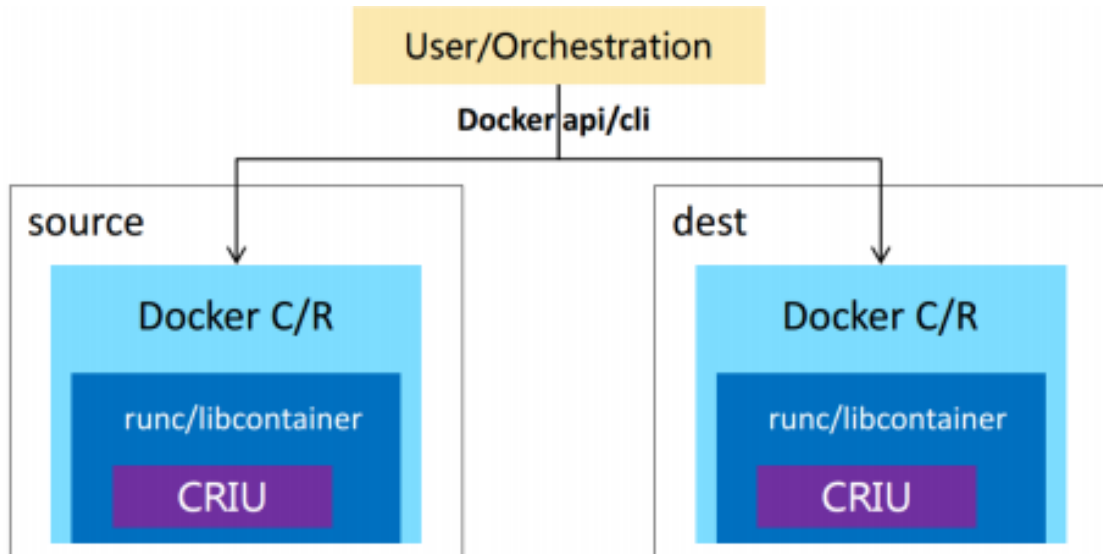 User/Orchestration
Docker api/cli
source
Docker C/R
runc/libcontainer
CRIU
dest
Docker C/R
runc/libcontainer
CRIU